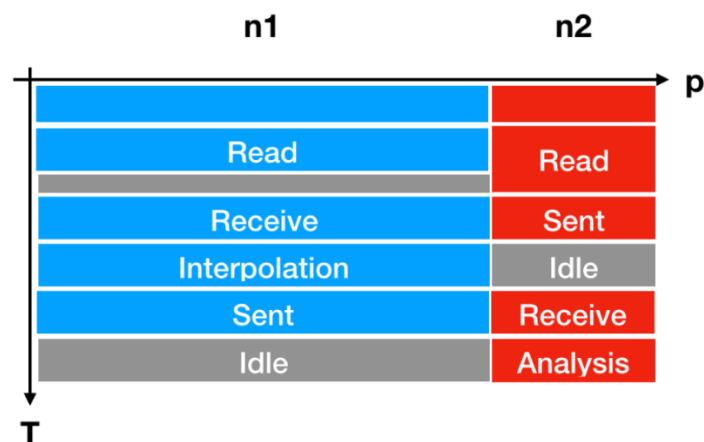 n1 n2
p
Read Read
Receive Sent
Interpolation Idle
Sent Receive
Idle Analysis
T